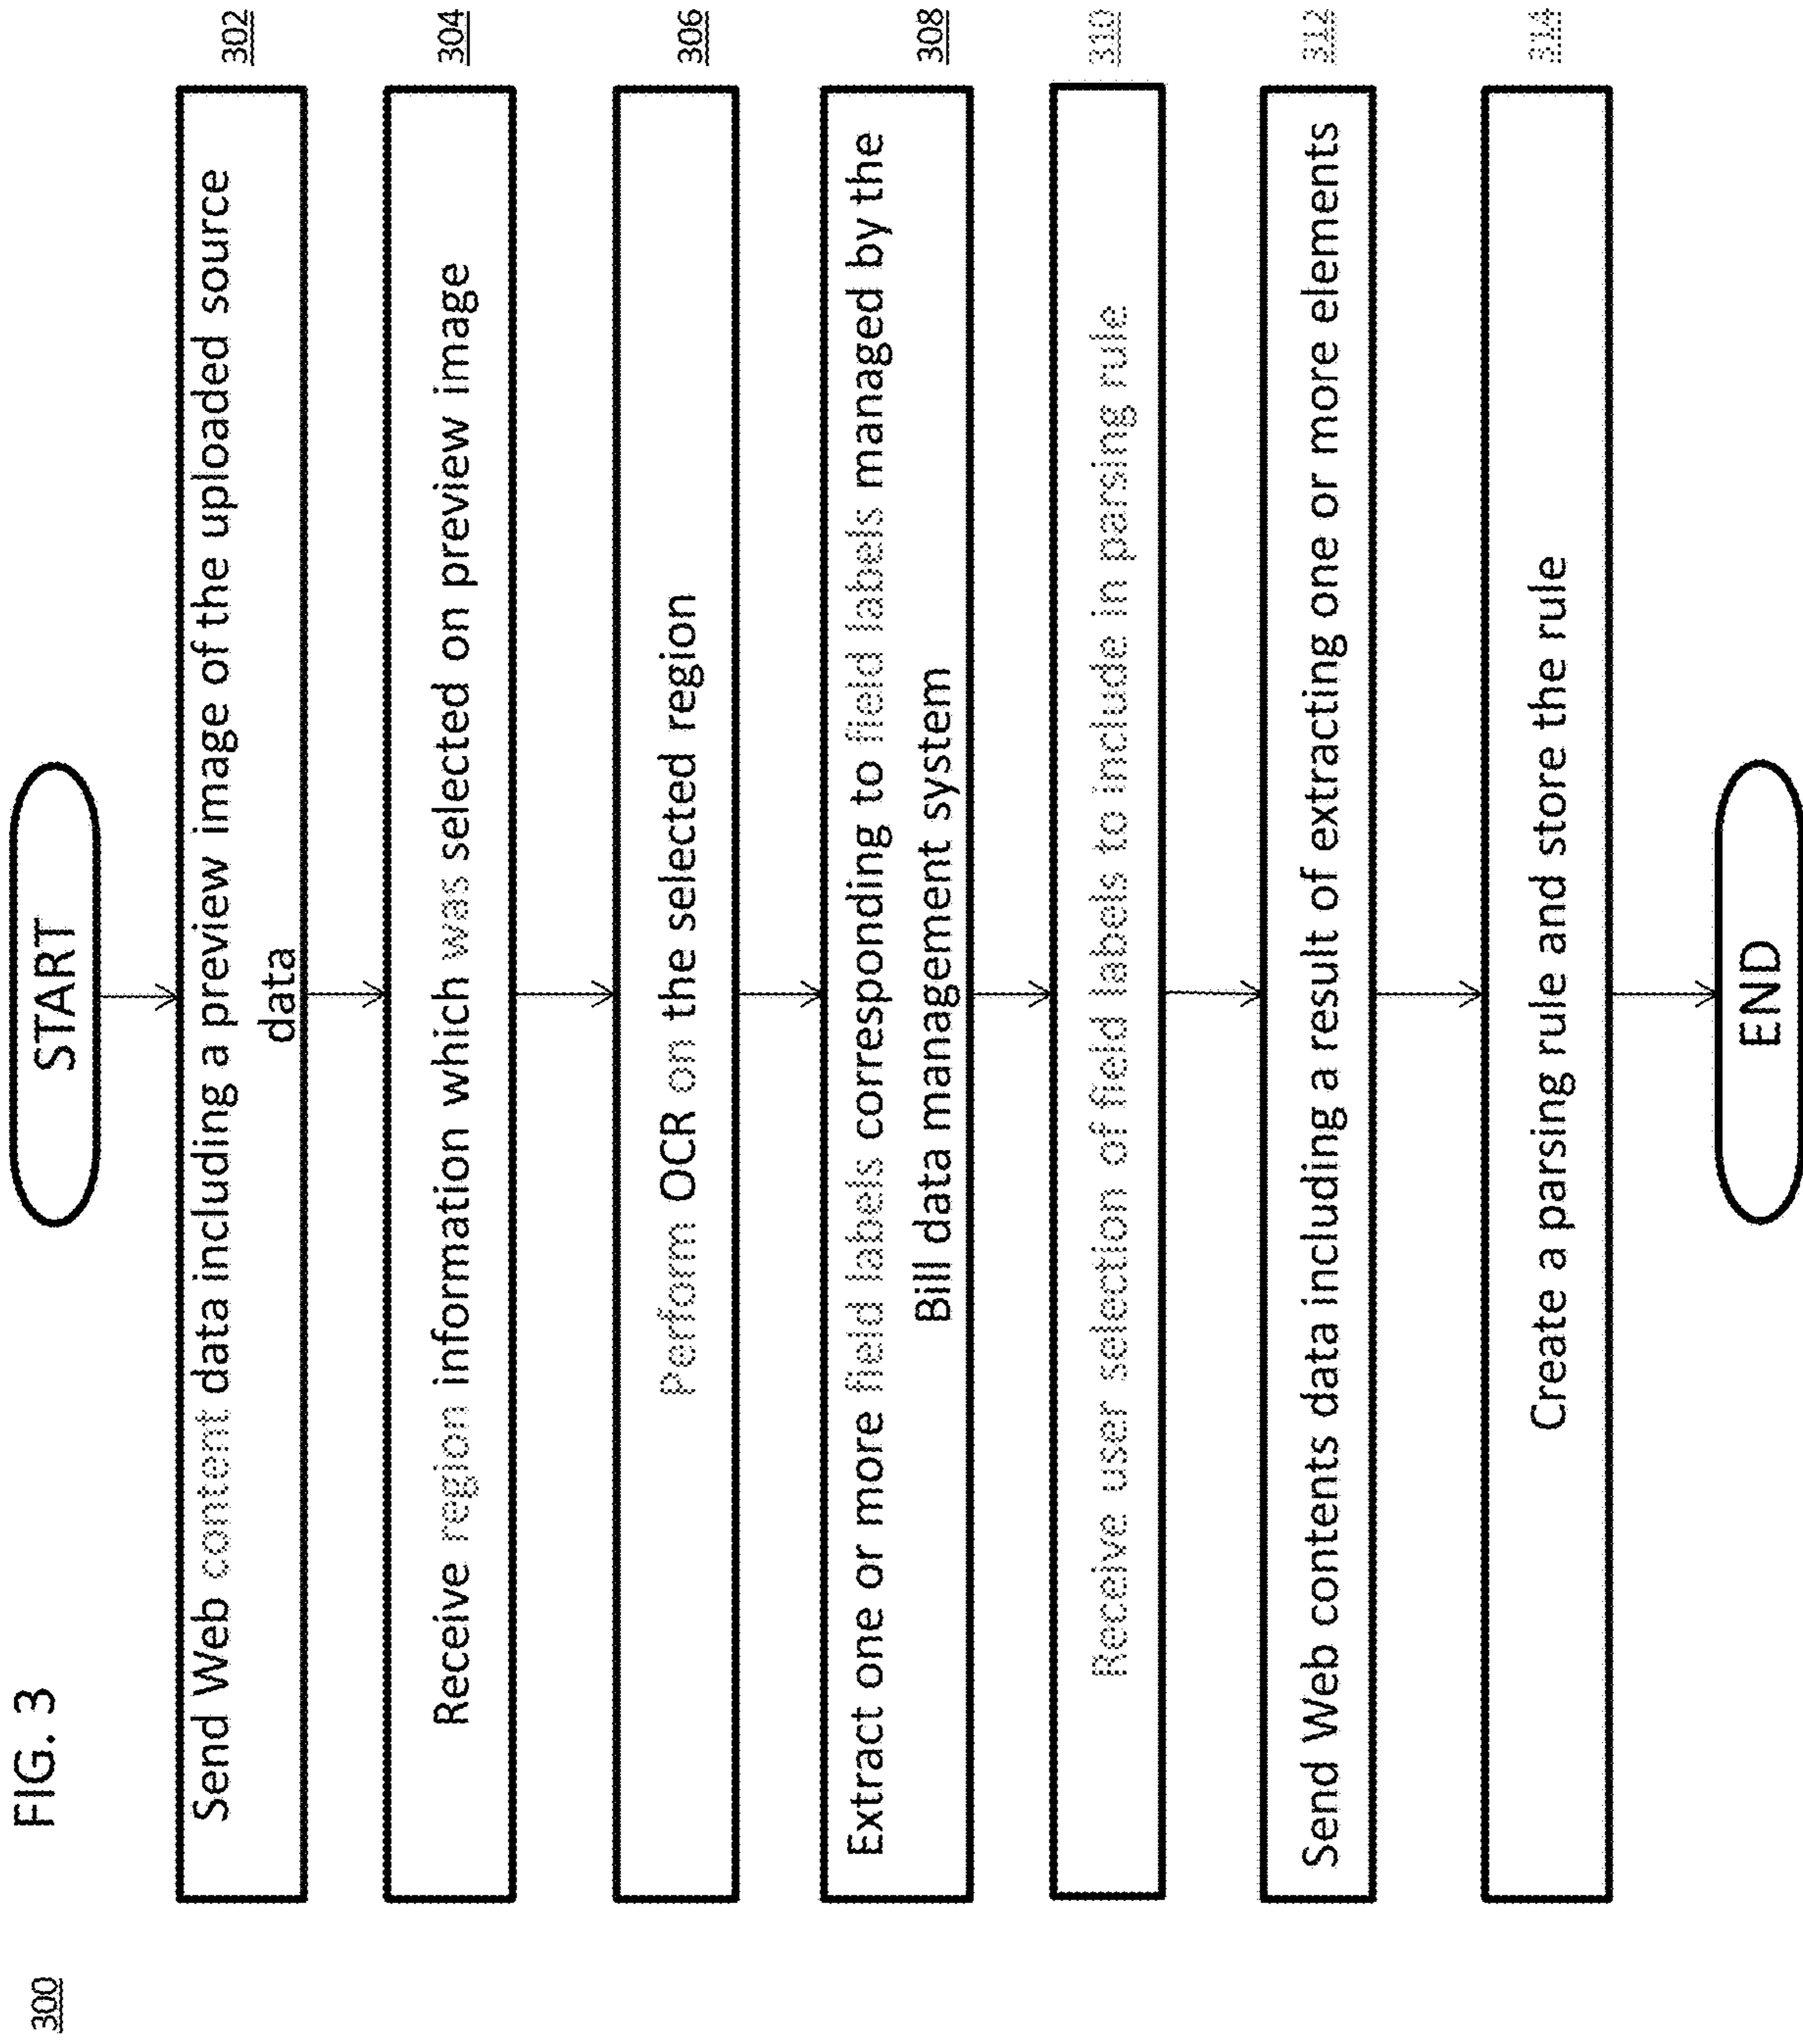 300
FIG. 3
START
Send Web content data including a preview image of the uploaded source
data
302
Receive region information which was selected on preview image
304
Perform OCR on the selected region
306
Extract one or more field labels corresponding to field labels managed by the
Bill data management system
308
Receive user selection of field labels to include in parsing rule
310
Send Web contents data including a result of extracting one or more elements
312
Create a parsing rule and store the rule
314
END